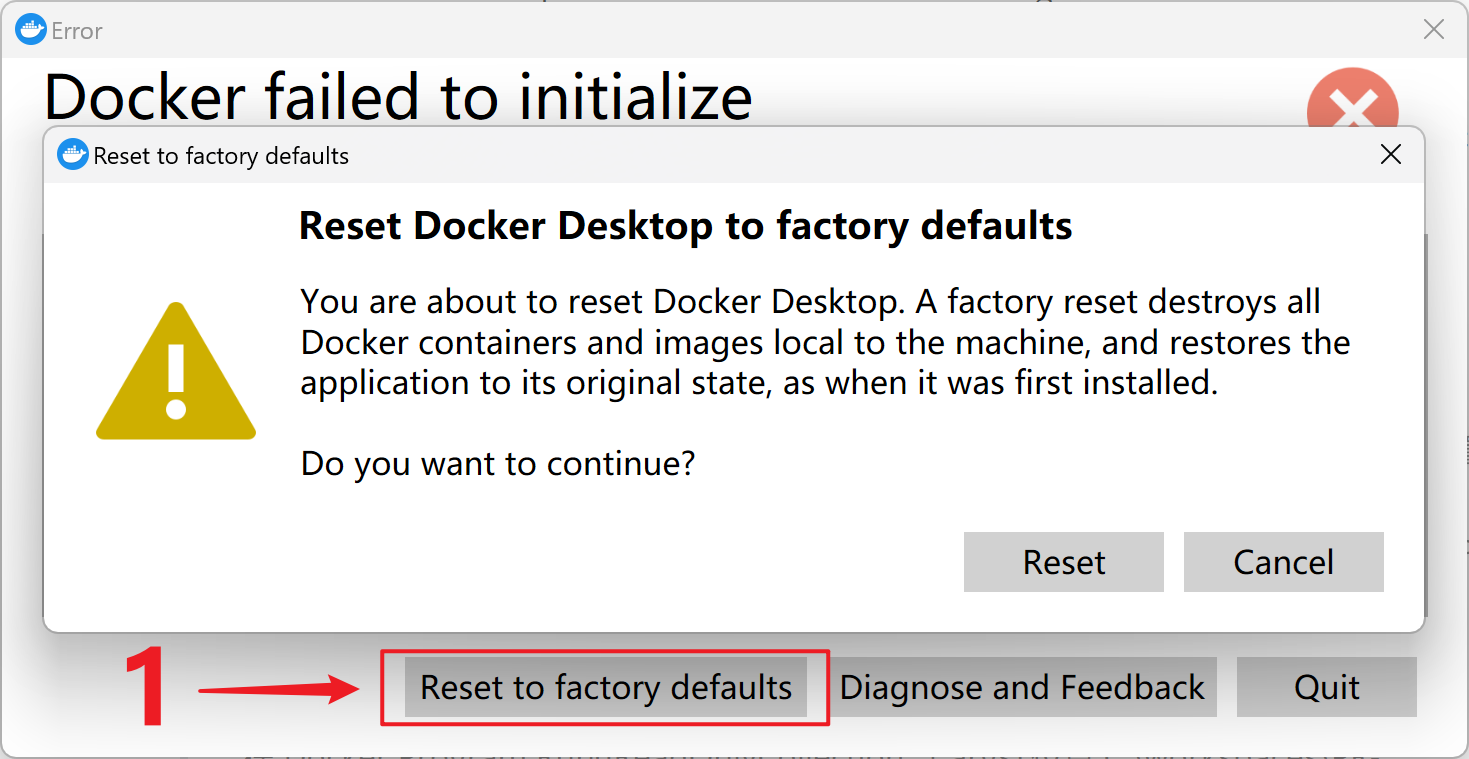 Error
Docker failed to initialize
Reset to factory defaults
Reset Docker Desktop to factory defaults
You are about to reset Docker Desktop. A factory reset destroys all
Docker containers and images local to the machine, and restores the
application to its original state, as when it was first installed.
Do you want to continue?
Reset Cancel
1 Reset to factory defaults Diagnose and Feedback Quit